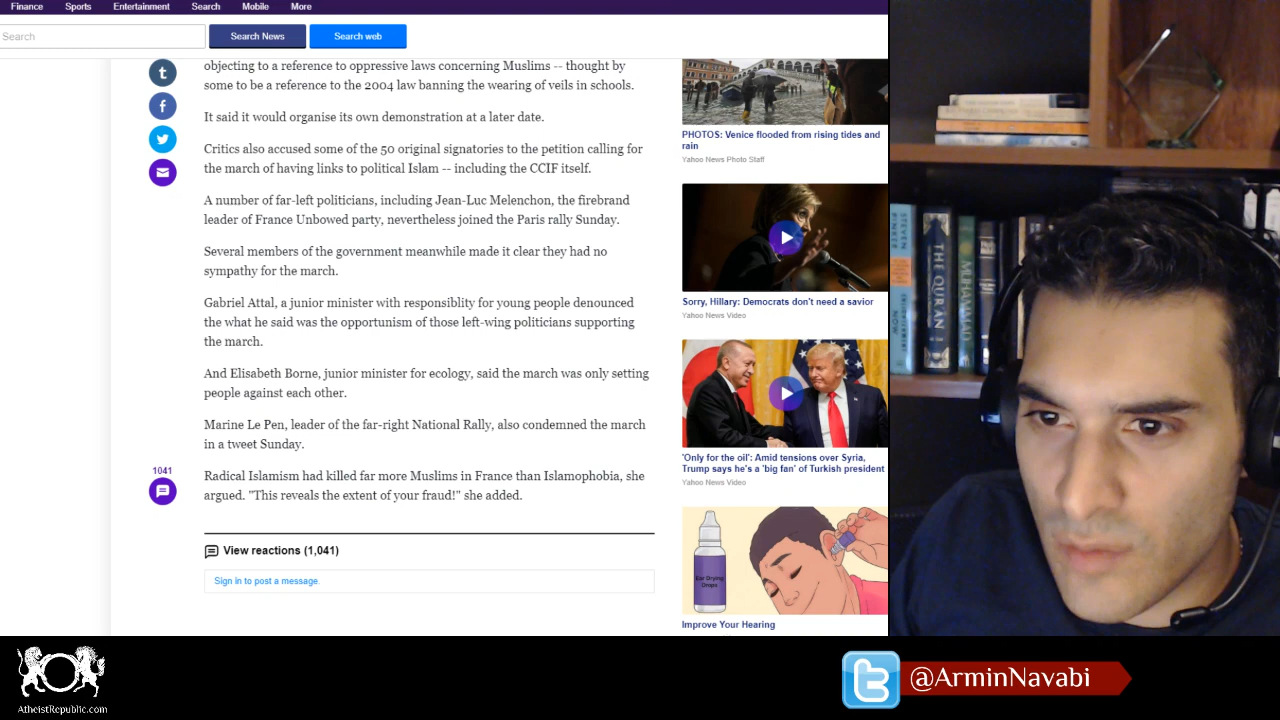 Finance Sports Entertainment Search Mobile More
Search Search News Search web
objecting to a reference to oppressive laws concerning Muslims -- thought by
some to be a reference to the 2004 law banning the wearing of veils in schools.
It said it would organise its own demonstration at a later date.
Critics also accused some of the 50 original signatories to the petition calling for
the march of having links to political Islam -- including the CCIF itself.
A number of far-left politicians, including Jean-Luc Melenchon, the firebrand
leader of France Unbowed party, nevertheless joined the Paris rally Sunday.
Several members of the government meanwhile made it clear they had no
sympathy for the march.
Gabriel Attal, a junior minister with responsiblity for young people denounced
the what he said was the opportunism of those left-wing politicians supporting
the march.
And Elisabeth Borne, junior minister for ecology, said the march was only setting
people against each other.
Marine Le Pen, leader of the far-right National Rally, also condemned the march
in a tweet Sunday.
1041
Radical Islamism had killed far more Muslims in France than Islamophobia, she
argued. "This reveals the extent of your fraud!" she added.
View reactions (1,041)
Sign in to post a message.
PHOTOS: Venice flooded from rising tides and
rain
Yahoo News Photo Staff
Sorry, Hillary: Democrats don't need a savior
Yahoo News Video
'Only for the oil': Amid tensions over Syria,
Trump says he's a 'big fan' of Turkish president
Yahoo News Video
Ear Drying
Drops
Improve Your Hearing
STEVEN
PINKER
NOW
THE QURAN
MUHAMMAD
AtheistRepublic.com
@ArminNavabi